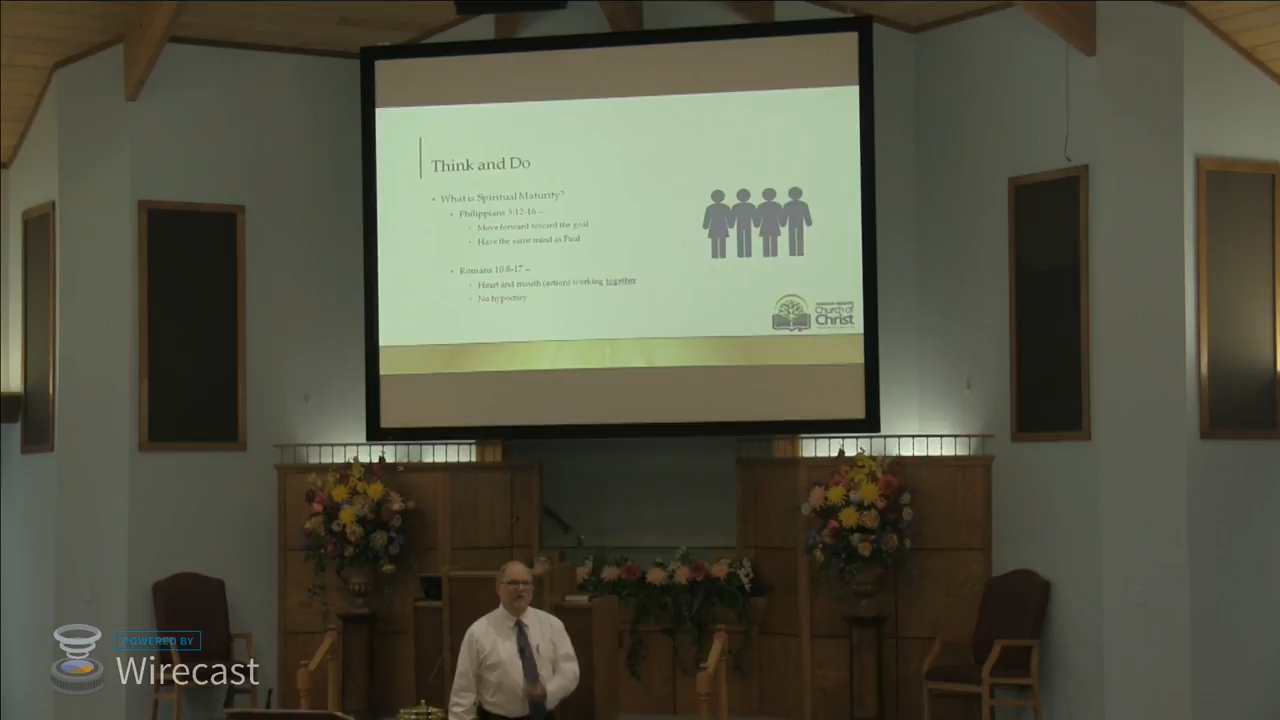 Think and Do
• What is Spiritual Maturity?
• Philippians 3:12-16 –
• Move forward toward the goal
• Have the same mind as Paul
• Romans 10:8-17 –
• Heart and mouth (action) working together
• No hypocrisy
Church of
Christ
POWERED BY
Wirecast